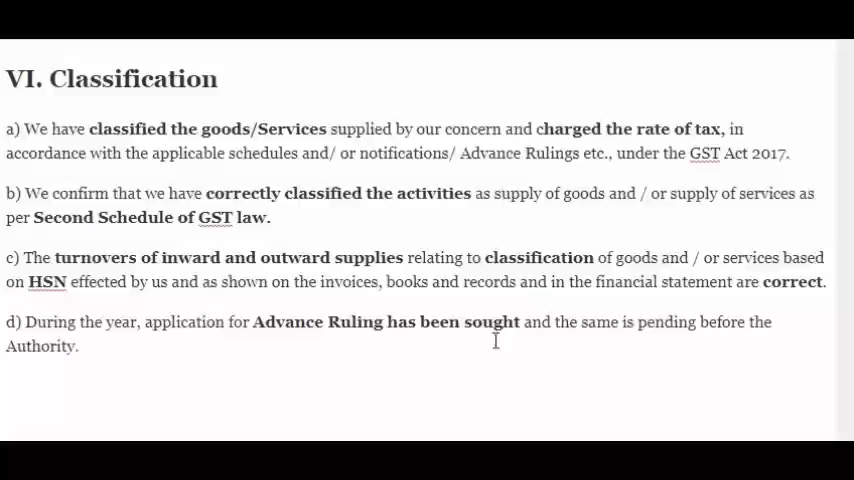 VI. Classification
a) We have classified the goods/Services supplied by our concern and charged the rate of tax, in
accordance with the applicable schedules and/ or notifications/ Advance Rulings etc., under the GST Act 2017.
b) We confirm that we have correctly classified the activities as supply of goods and / or supply of services as
per Second Schedule of GST law.
c) The turnovers of inward and outward supplies relating to classification of goods and / or services based
on HSN effected by us and as shown on the invoices, books and records and in the financial statement are correct.
d) During the year, application for Advance Ruling has been sought and the same is pending before the
Authority.